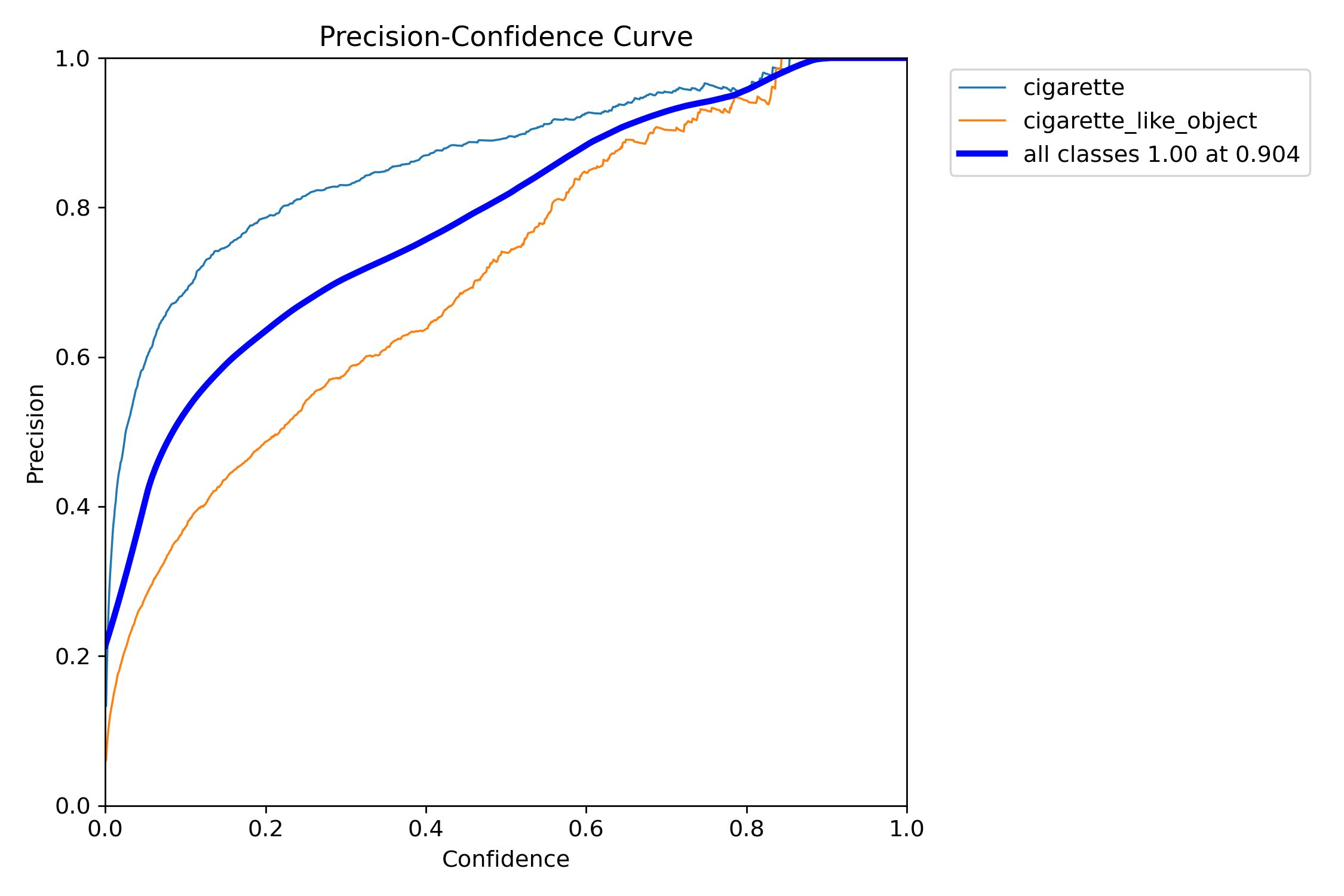 Precision-Confidence Curve
1.0
0.8
0.6
0.4
0.2
0.0
Precision
0.0 0.2 0.4 0.6 0.8 1.0
Confidence
cigarette
cigarette_like_object
all classes 1.00 at 0.904